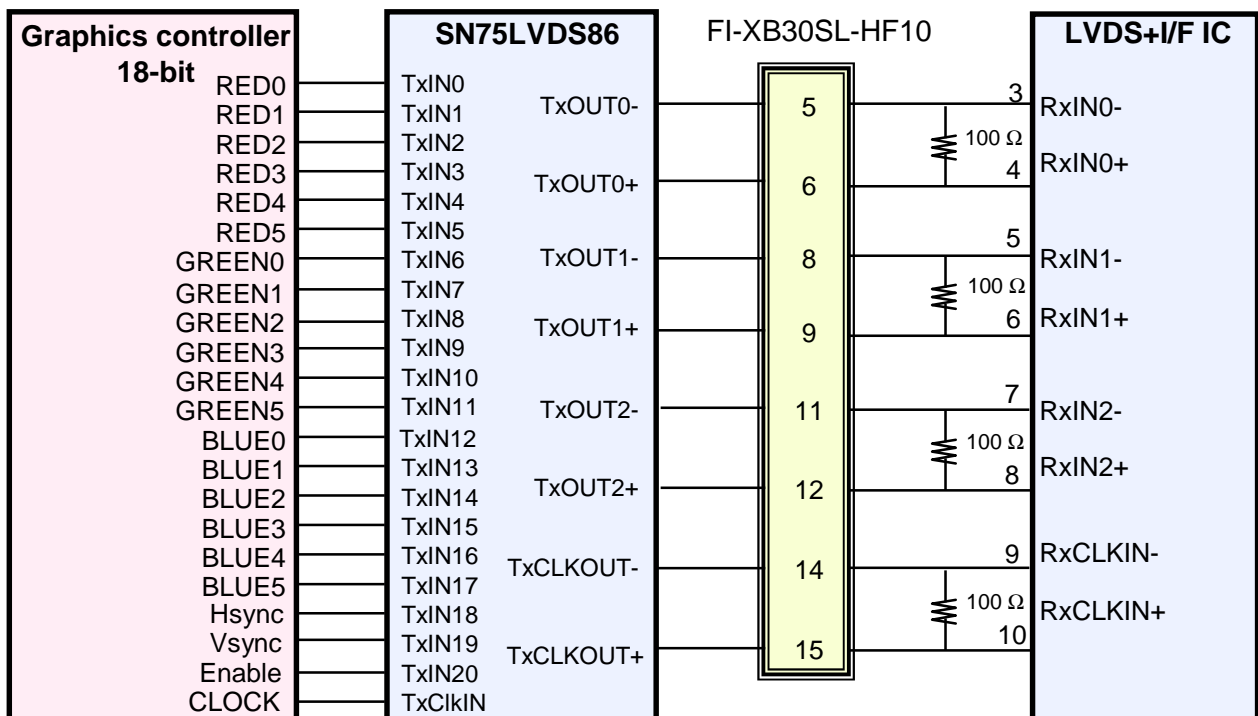 Graphics controller
18-bit
RED0
RED1
RED2
RED3
RED4
RED5
GREEN0
GREEN1
GREEN2
GREEN3
GREEN4
GREEN5
BLUE0
BLUE1
BLUE2
BLUE3
BLUE4
BLUE5
Hsync
Vsync
Enable
CLOCK
SN75LVDS86
TxIN0
TxIN1
TxIN2
TxIN3
TxIN4
TxIN5
TxIN6
TxIN7
TxIN8
TxIN9
TxIN10
TxIN11
TxIN12
TxIN13
TxIN14
TxIN15
TxIN16
TxIN17
TxIN18
TxIN19
TxIN20
TxClkIN
TxOUT0-
TxOUT0+
TxOUT1-
TxOUT1+
TxOUT2-
TxOUT2+
TxCLKOUT-
TxCLKOUT+
FI-XB30SL-HF10
5
6
8
9
11
12
14
15
3
100 Ω
4
5
100 Ω
6
7
100 Ω
8
9
100 Ω
10
LVDS+I/F IC
RxIN0-
RxIN0+
RxIN1-
RxIN1+
RxIN2-
RxIN2+
RxCLKIN-
RxCLKIN+